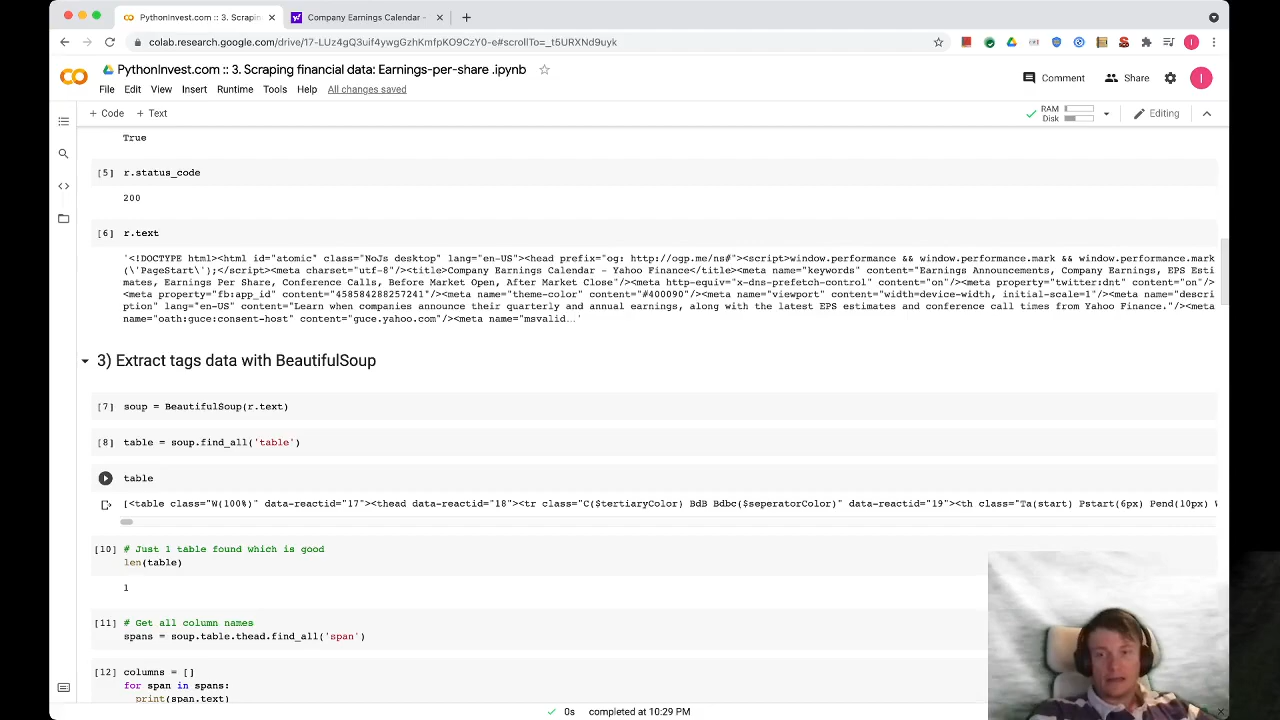 PythonInvest.com :: 3. Scrapin
Company Earnings Calendar -
colab.research.google.com/drive/17-LUz4gQ3uif4ywgGzhKmfpKO9CzY0-e#scrollTo=_t5URXNd9uyk
PythonInvest.com :: 3. Scraping financial data: Earnings-per-share .ipynb
Comment
Share
File Edit View Insert Runtime Tools Help All changes saved
+ Code + Text
RAM
Disk
Editing
True
[5] r.status_code
200
[6] r.text
'<!DOCTYPE html><html id="atomic" class="NoJs desktop" lang="en-US"><head prefix="og: http://ogp.me/ns#"><script>window.performance && window.performance.mark && window.performance.mark
(\'PageStart\');</script><meta charset="utf-8"/><title>Company Earnings Calendar - Yahoo Finance</title><meta name="keywords" content="Earnings Announcements, Company Earnings, EPS Esti
mates, Earnings Per Share, Conference Calls, Before Market Open, After Market Close"/><meta http-equiv="x-dns-prefetch-control" content="on"/><meta property="twitter:dnt" content="on"/>
<meta property="fb:app_id" content="458584288257241"/><meta name="theme-color" content="#400090"/><meta name="viewport" content="width=device-width, initial-scale=1"/><meta name="descri
ption" lang="en-US" content="Learn when companies announce their quarterly and annual earnings, along with the latest EPS estimates and conference call times from Yahoo Finance."/><meta
name="oath:guce:consent-host" content="guce.yahoo.com"/><meta name="msvalid...'
3) Extract tags data with BeautifulSoup
[7] soup = BeautifulSoup(r.text)
[8] table = soup.find_all('table')
table
[<table class="W(100%)" data-reactid="17"><thead data-reactid="18"><tr class="C($tertiaryColor) BdB Bdbc($seperatorColor)" data-reactid="19"><th class="Ta(start) Pstart(6px) Pend(10px) W
[10] # Just 1 table found which is good
len(table)
1
[11] # Get all column names
spans = soup.table.thead.find_all('span')
[12] columns = []
for span in spans:
print(span.text)
0s completed at 10:29 PM